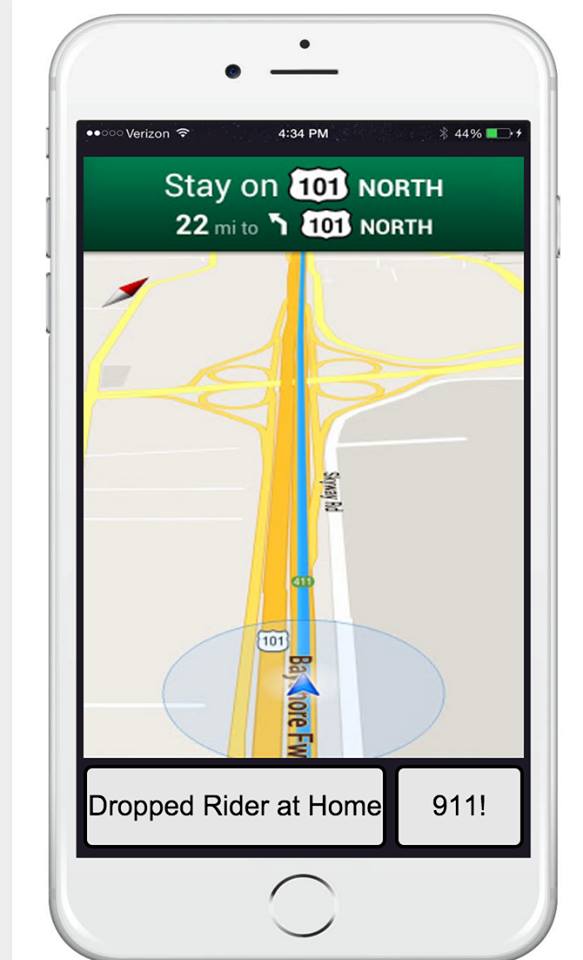 Verizon 4:34 PM 44%
Stay on 101 NORTH
22 mi to 101 NORTH
Skyway Rd
411
101
Bayshore Fw
Dropped Rider at Home
911!